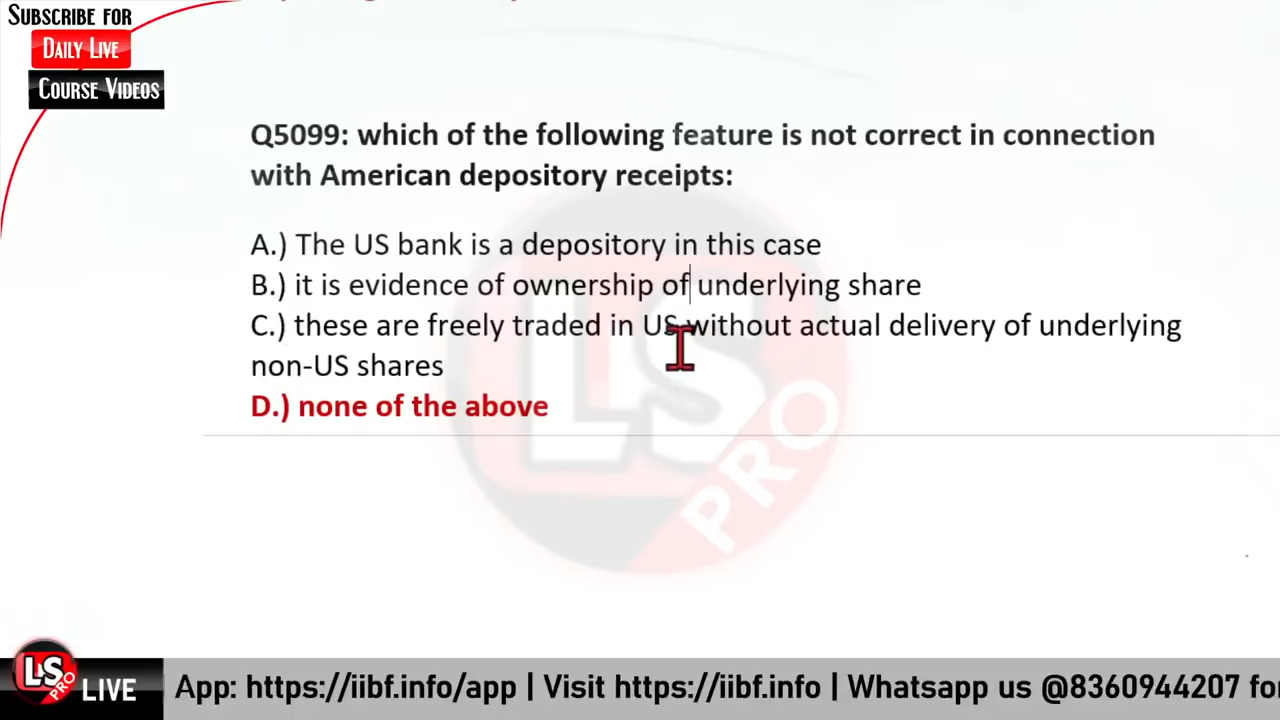 SUBSCRIBE FOR
DAILY LIVE
COURSE VIDEOS
Q5099: which of the following feature is not correct in connection
with American depository receipts:
A.) The US bank is a depository in this case
B.) it is evidence of ownership of underlying share
C.) these are freely traded in US without actual delivery of underlying
non-US shares
D.) none of the above
LS
PRO
LS
PRO
LIVE
App: https://iibf.info/app | Visit https://iibf.info | Whatsapp us @8360944207 for